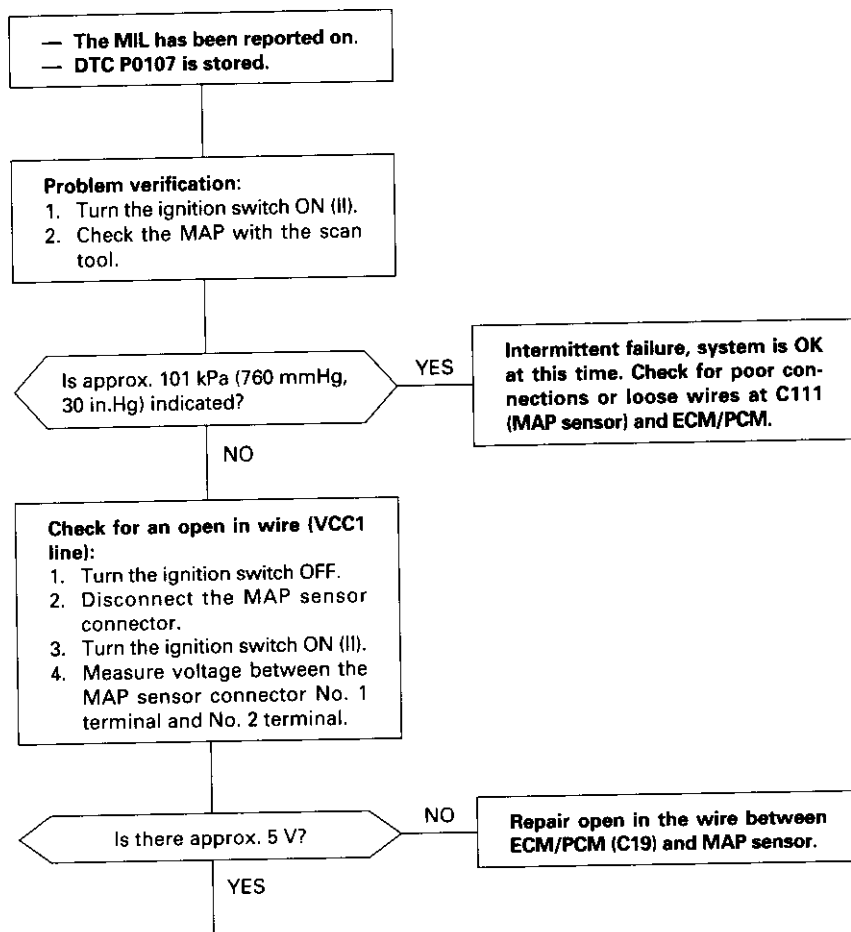 — The MIL has been reported on.
— DTC P0107 is stored.
Problem verification:
1. Turn the ignition switch ON (II).
2. Check the MAP with the scan
tool.
Is approx. 101 kPa (760 mmHg,
30 in.Hg) indicated?
YES
Intermittent failure, system is OK
at this time. Check for poor con-
nections or loose wires at C111
(MAP sensor) and ECM/PCM.
NO
Check for an open in wire (VCC1
line):
1. Turn the ignition switch OFF.
2. Disconnect the MAP sensor
connector.
3. Turn the ignition switch ON (II).
4. Measure voltage between the
MAP sensor connector No. 1
terminal and No. 2 terminal.
Is there approx. 5 V?
NO
Repair open in the wire between
ECM/PCM (C19) and MAP sensor.
YES